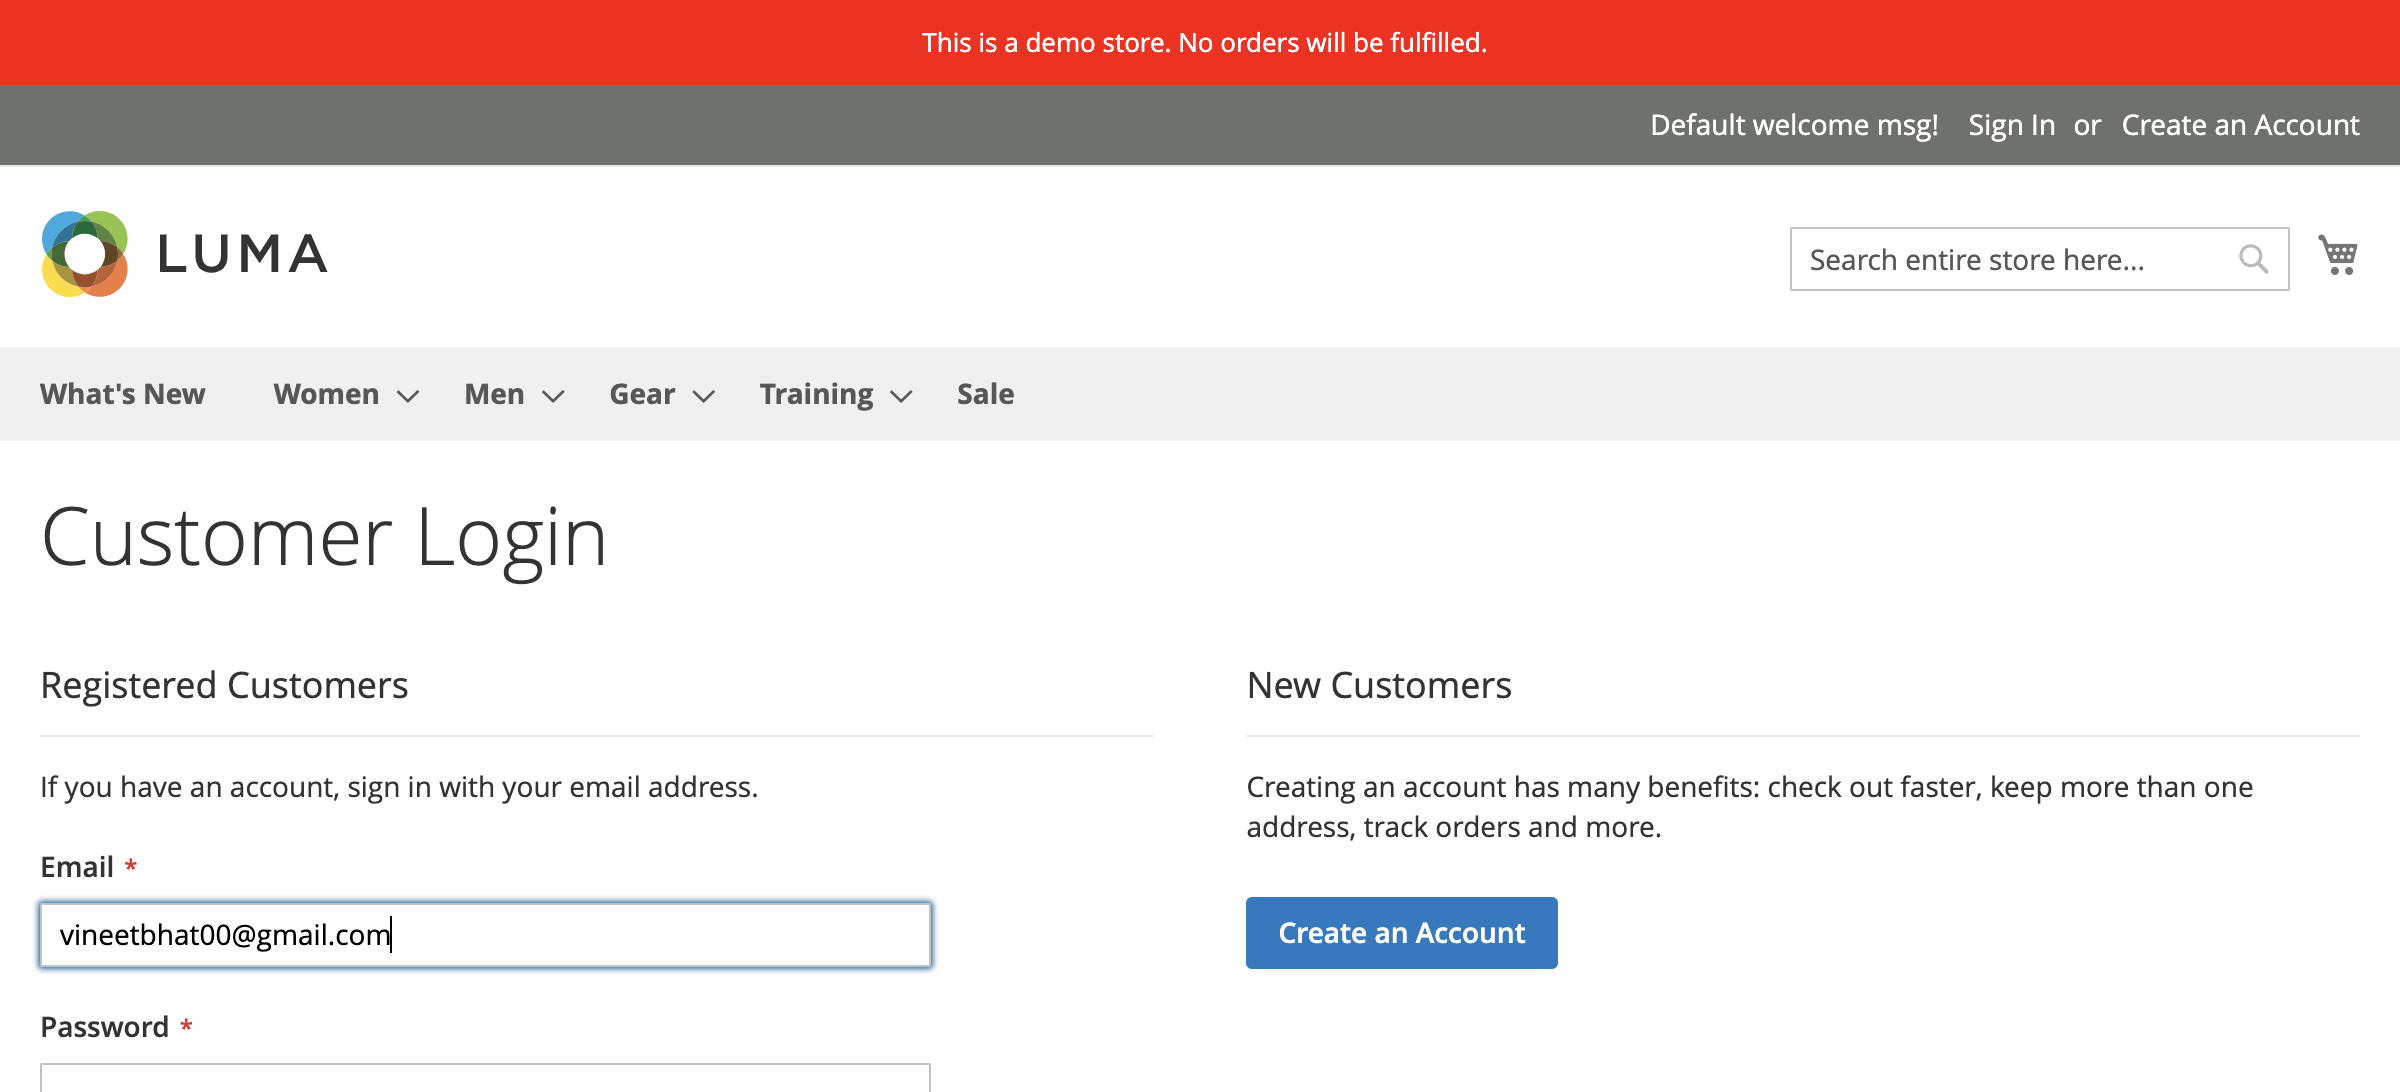 This is a demo store. No orders will be fulfilled.
Default welcome msg! Sign In or Create an Account
LUMA
Search entire store here...
What's New Women Men Gear Training Sale
Customer Login
Registered Customers
If you have an account, sign in with your email address.
Email *
vineetbhat00@gmail.com
Password *
New Customers
Creating an account has many benefits: check out faster, keep more than one
address, track orders and more.
Create an Account